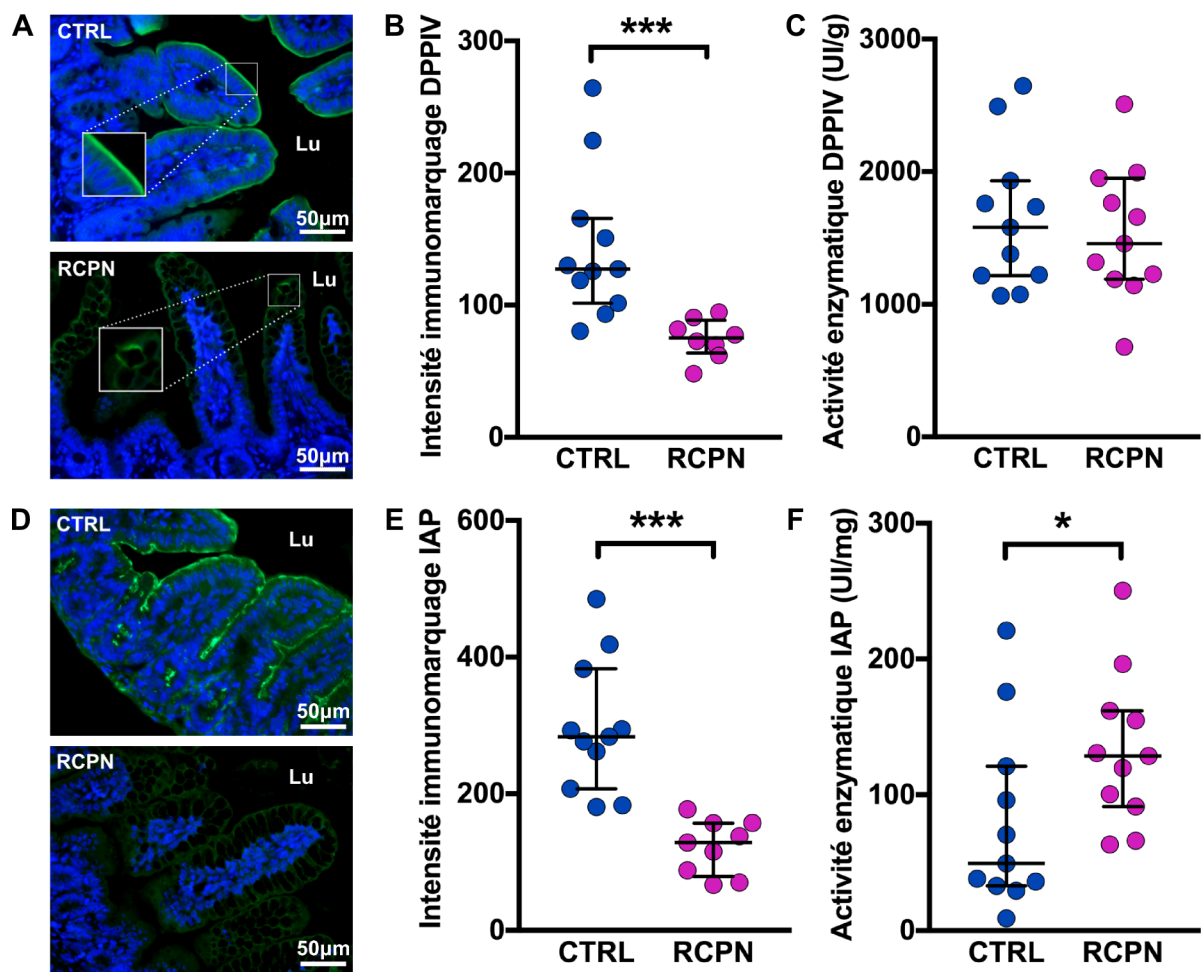 A
CTRL
Lu
50µm
RCPN
Lu
50µm
B
Intensité immunomarquage DPPIV
300
200
100
0
***
CTRL
RCPN
C
Activité enzymatique DPPIV (UI/g)
3000
2000
1000
0
CTRL
RCPN
D
CTRL
Lu
50µm
RCPN
Lu
50µm
E
Intensité immunomarquage IAP
600
400
200
0
***
CTRL
RCPN
F
Activité enzymatique IAP (UI/mg)
300
200
100
0
*
CTRL
RCPN